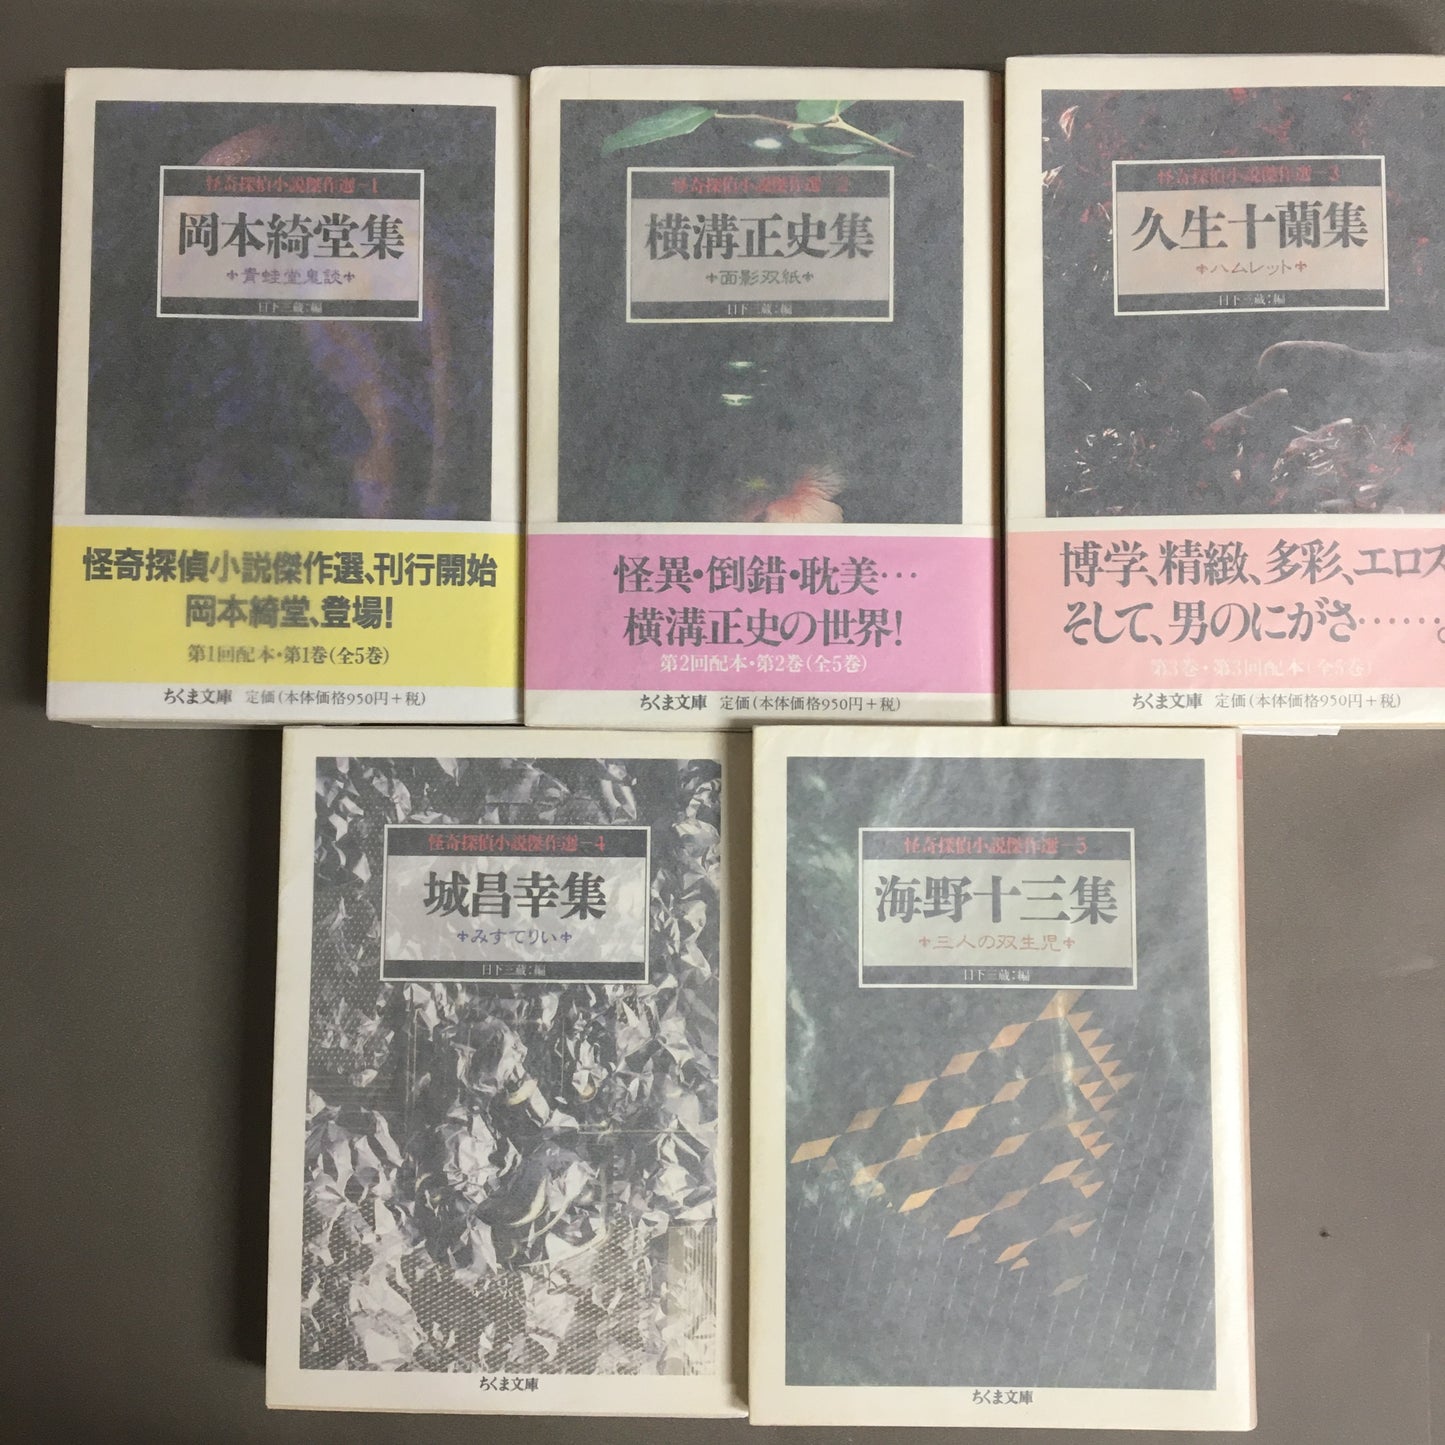 怪奇探偵小説傑作選-1
岡本綺堂集
青蛙堂鬼談
日下三蔵:編
怪奇探偵小説傑作選、刊行開始
岡本綺堂、登場!
第1回配本・第1巻(全5巻)
ちくま文庫 定価(本体価格950円+税)
怪奇探偵小説傑作選-2
横溝正史集
面影双紙
日下三蔵:編
怪異・倒錯・耽美…
横溝正史の世界!
第2回配本・第2巻(全5巻)
ちくま文庫 定価(本体価格950円+税)
怪奇探偵小説傑作選-3
久生十蘭集
ハムレット
日下三蔵:編
博学、精緻、多彩、エロス
そして、男のにがさ……。
第3巻・第3回配本(全5巻)
ちくま文庫 定価(本体価格950円+税)
怪奇探偵小説傑作選-4
城昌幸集
みすてりい
日下三蔵:編
ちくま文庫
怪奇探偵小説傑作選-5
海野十三集
三人の双生児
日下三蔵:編
ちくま文庫